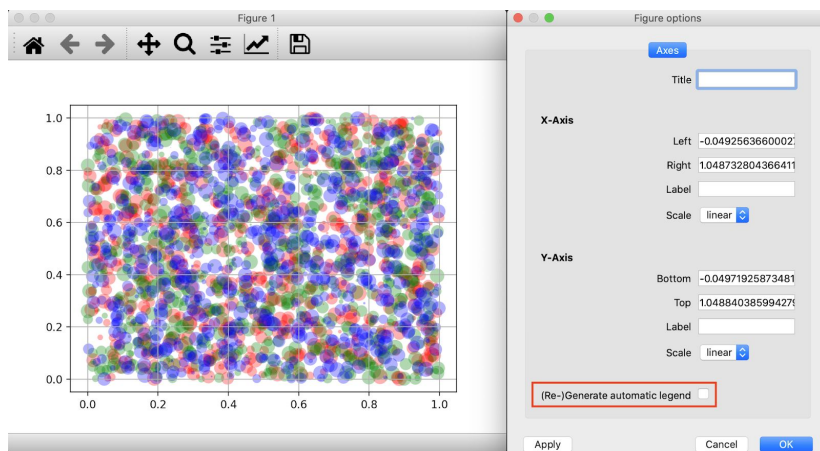 Figure 1
1.0
0.8
0.6
0.4
0.2
0.0
0.0 0.2 0.4 0.6 0.8 1.0
Figure options
Axes
Title
X-Axis
Left -0.04925636600027
Right 1.048732804366411
Label
Scale linear
Y-Axis
Bottom -0.04971925873481
Top 1.048840385994279
Label
Scale linear
(Re-)Generate automatic legend
Apply Cancel OK